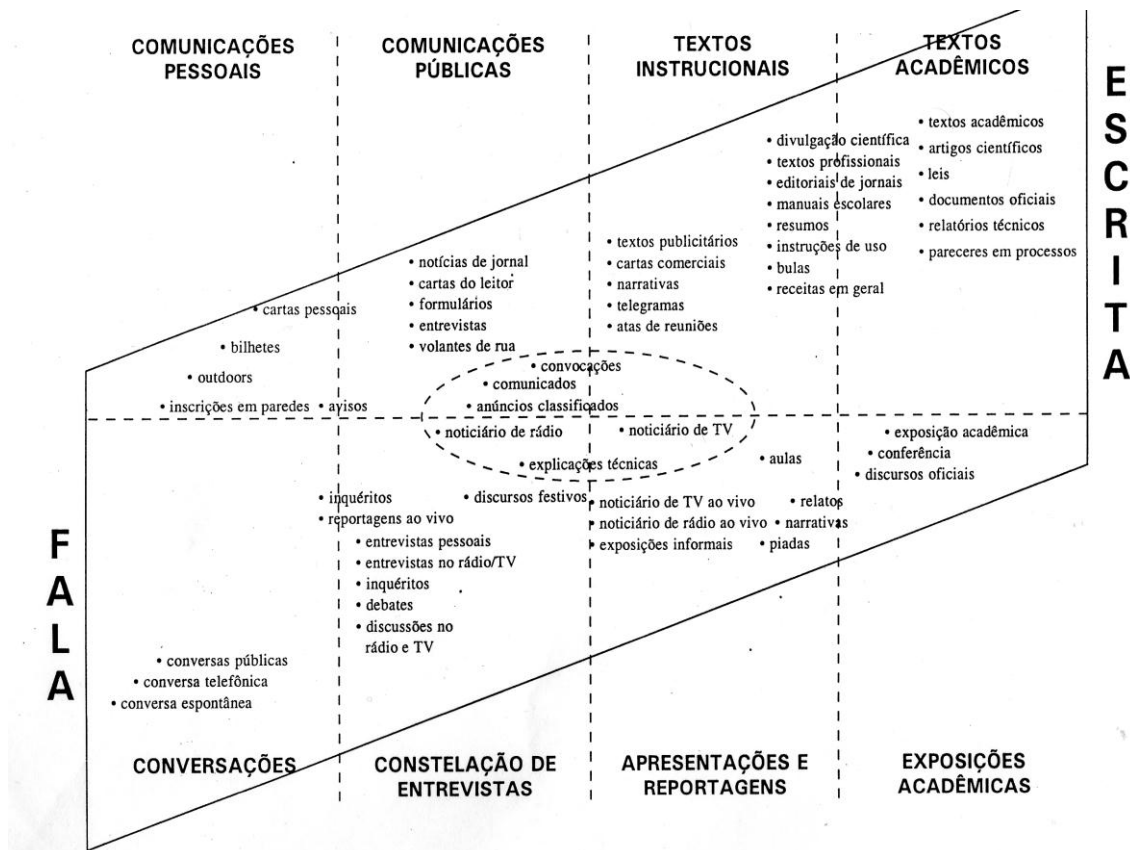 COMUNICAÇÕES
PESSOAIS
COMUNICAÇÕES
PÚBLICAS
TEXTOS
INSTRUCIONAIS
TEXTOS
ACADÊMICOS
ESCRITA
• textos acadêmicos
• artigos científicos
• leis
• documentos oficiais
• relatórios técnicos
• pareceres em processos
• divulgação científica
• textos profissionais
• editoriais de jornais
• manuais escolares
• resumos
• instruções de uso
• bulas
• receitas em geral
• textos publicitários
• cartas comerciais
• narrativas
• telegramas
• atas de reuniões
• notícias de jornal
• cartas do leitor
• formulários
• entrevistas
• volantes de rua
• cartas pessoais
• bilhetes
• outdoors
• inscrições em paredes • avisos
• convocações
• comunicados
• anúncios classificados
• noticiário de rádio • noticiário de TV
• explicações técnicas
• exposição acadêmica
• conferência
• discursos oficiais
• aulas
• inquéritos • discursos festivos
• reportagens ao vivo
• noticiário de TV ao vivo • relatos
• noticiário de rádio ao vivo • narrativas
• exposições informais • piadas
• entrevistas pessoais
• entrevistas no rádio/TV
• inquéritos
• debates
• discussões no
rádio e TV
FALA
• conversas públicas
• conversa telefônica
• conversa espontânea
CONVERSAÇÕES
CONSTELAÇÃO DE
ENTREVISTAS
APRESENTAÇÕES E
REPORTAGENS
EXPOSIÇÕES
ACADÊMICAS